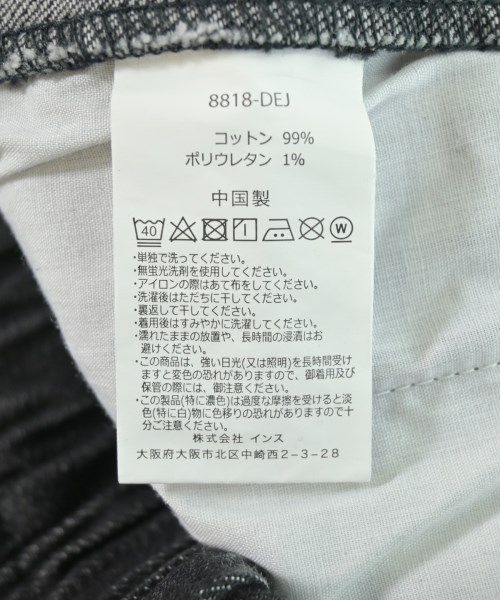 8818-DEJ
コットン 99%
ポリウレタン 1%
中国製
40 W
・単独で洗ってください。
・無蛍光洗剤を使用してください。
・アイロンの際はあて布をしてください。
・洗濯後はただちに干してください。
・裏返して干してください。
・着用後はすみやかに洗濯してください。
・濡れたままの放置や、長時間の浸漬はお
避けください。
・この商品は、強い日光(又は照明)を長時間受け
ますと変色の恐れがありますので、御着用及び
保管の際には、御注意ください。
・この製品(特に濃色)は過度な摩擦を受けると淡
色(特に白)物に色移りの恐れがありますので十
分ご注意ください。
株式会社 インス
大阪府大阪市北区中崎西2-3-28